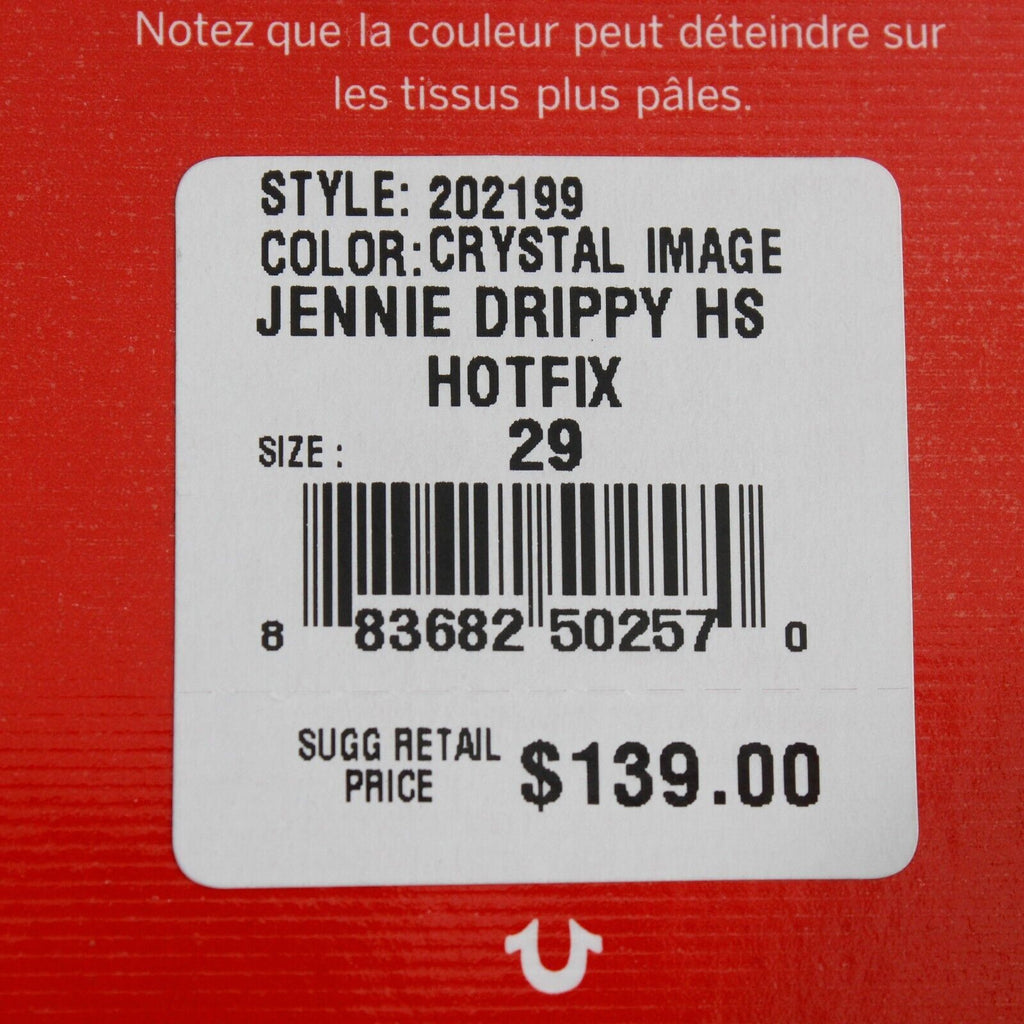 Notez que la couleur peut déteindre sur
les tissus plus pâles.
STYLE: 202199
COLOR:CRYSTAL IMAGE
JENNIE DRIPPY HS
HOTFIX
SIZE : 29
8 83682 50257 0
SUGG RETAIL
PRICE $139.00